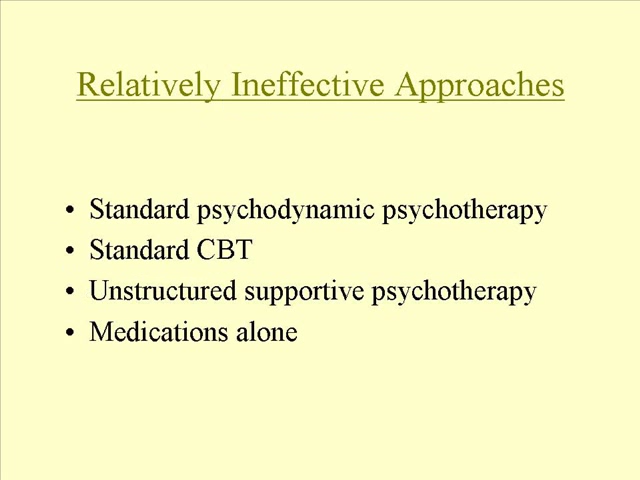 Relatively Ineffective Approaches
• Standard psychodynamic psychotherapy
• Standard CBT
• Unstructured supportive psychotherapy
• Medications alone